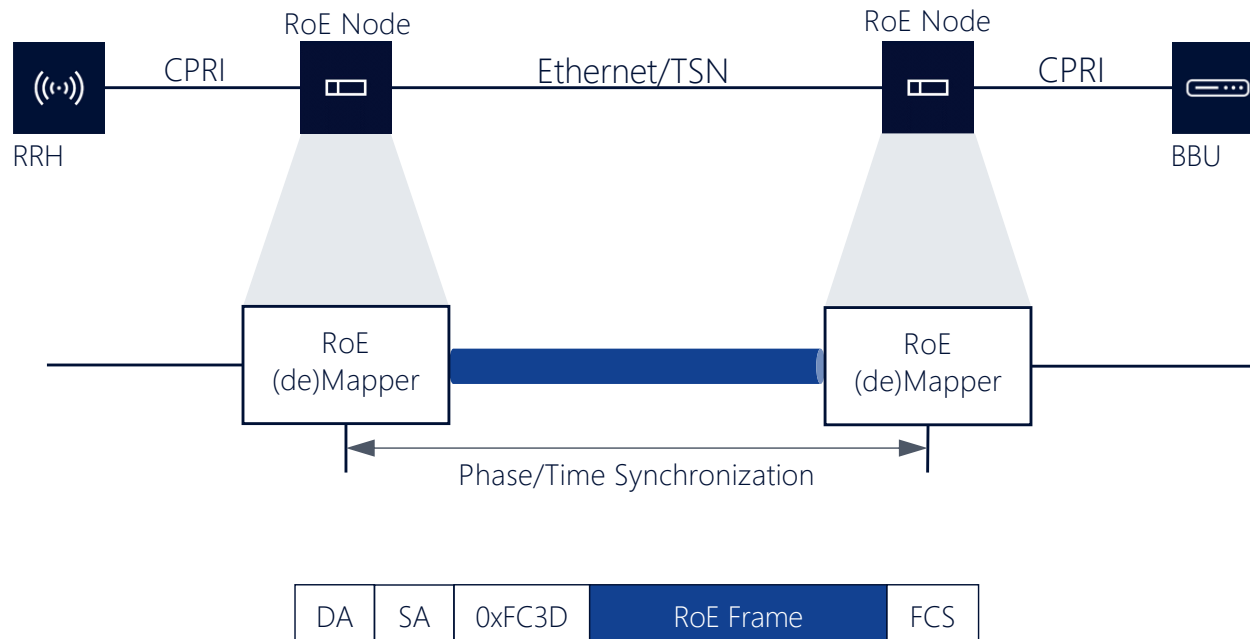 RoE Node
RoE Node
CPRI
Ethernet/TSN
CPRI
RRH
BBU
RoE
(de)Mapper
RoE
(de)Mapper
Phase/Time Synchronization
DA
SA
0xFC3D
RoE Frame
FCS